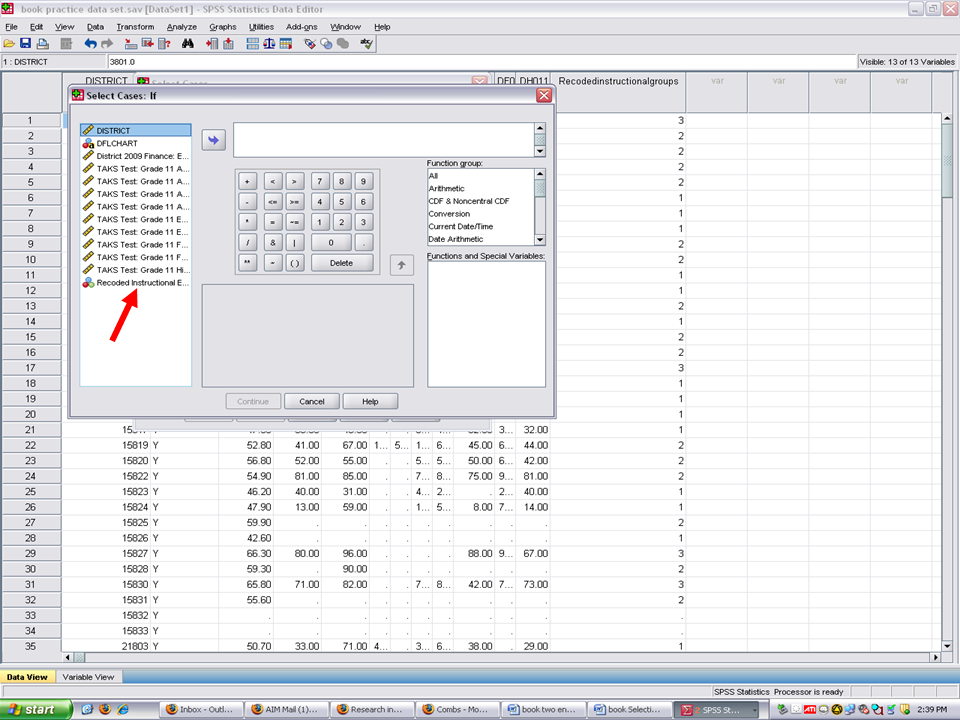 book practice data set.sav [DataSet1] - SPSS Statistics Data Editor
File Edit View Data Transform Analyze Graphs Utilities Add-ons Window Help
1 : DISTRICT 3801.0 Visible: 13 of 13 Variables
DISTRICT Select Cases DF0 DH011 Recodedinstructionalgroups var var var var
Select Cases: If
DISTRICT
DFLCHART
District 2009 Finance: E...
TAKS Test: Grade 11 A...
TAKS Test: Grade 11 A...
TAKS Test: Grade 11 A...
TAKS Test: Grade 11 A...
TAKS Test: Grade 11 E...
TAKS Test: Grade 11 E...
TAKS Test: Grade 11 F...
TAKS Test: Grade 11 F...
TAKS Test: Grade 11 Hi...
Recoded Instructional E...
+ < > 7 8 9
- <= >= 4 5 6
* = ~= 1 2 3
/ & | 0 .
** ~ ( ) Delete
Function group:
All
Arithmetic
CDF & Noncentral CDF
Conversion
Current Date/Time
Date Arithmetic
Functions and Special Variables:
Continue Cancel Help
1 3
2 2
3 2
4 2
5 2
6 1
7 1
8 1
9 2
10 2
11 1
12 1
13 2
14 1
15 2
16 2
17 3
18 1
19 1
20 1
21 32.00 1
22 15819 Y 52.80 41.00 67.00 1... 5... 1... 6... 45.00 6... 44.00 2
23 15820 Y 56.80 52.00 55.00 . . 5... 5... 50.00 6... 42.00 2
24 15822 Y 54.90 81.00 85.00 . . 7... 8... 75.00 9... 81.00 2
25 15823 Y 46.20 40.00 31.00 . . 4... 2... . 2... 40.00 1
26 15824 Y 47.90 13.00 59.00 . . 1... 5... 8.00 7... 14.00 1
27 15825 Y 59.90 . . . . . . . . . 2
28 15826 Y 42.60 . . . . . . . . . 1
29 15827 Y 66.30 80.00 96.00 . . . . 88.00 9... 67.00 3
30 15828 Y 59.30 . 90.00 . . . . . . . 2
31 15830 Y 65.80 71.00 82.00 . . 7... 8... 42.00 7... 73.00 3
32 15831 Y 55.60 . . . . . . . . . 2
33 15832 Y . . . . . . . . . . .
34 15833 Y . . . . . . . . . . .
35 21803 Y 50.70 33.00 71.00 4... . 3... 6... 38.00 . 29.00 1
Data View Variable View
SPSS Statistics Processor is ready
start Inbox - Outl... AIM Mail (1)... Research in... Combs - Mo... book two en... book Selecti... *SPSS Sta... ATI 2:39 PM